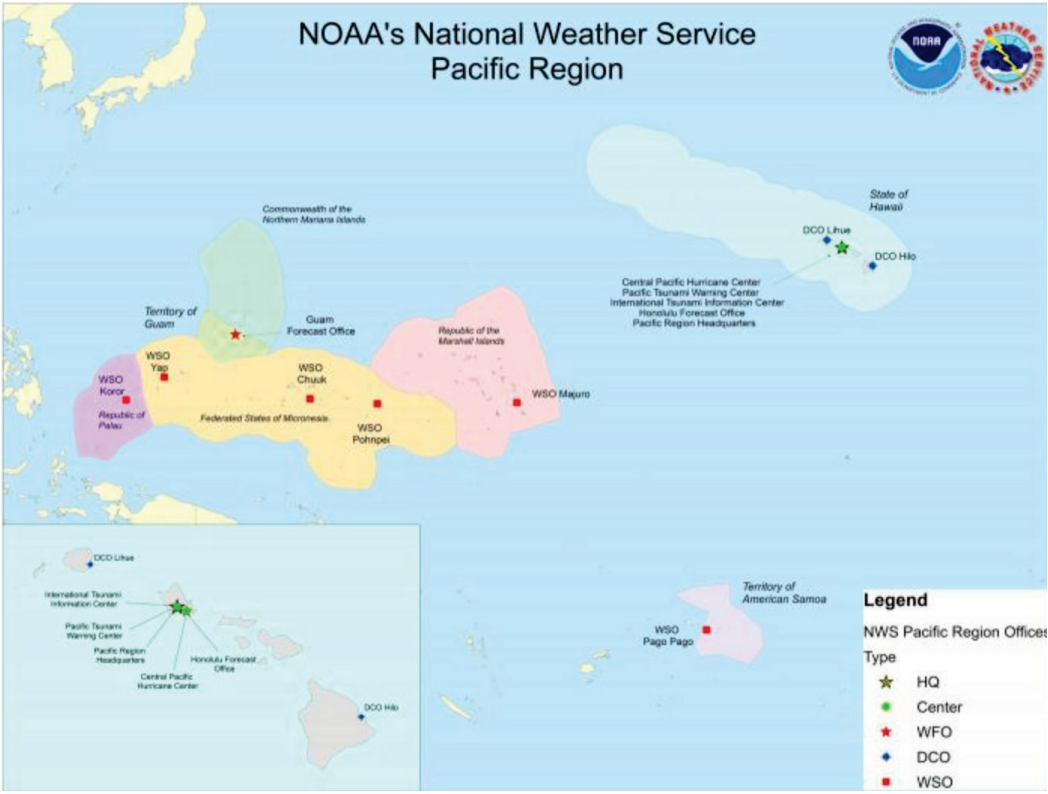 NOAA's National Weather Service
Pacific Region
NOAA
NATIONAL WEATHER SERVICE
State of
Hawaii
DCO Lihue
DCO Hilo
Central Pacific Hurricane Center
Pacific Tsunami Warning Center
International Tsunami Information Center
Honolulu Forecast Office
Pacific Region Headquarters
Commonwealth of the
Northern Mariana Islands
Territory of
Guam
Guam
Forecast Office
Republic of the
Marshall Islands
WSO
Yap
WSO
Koror
WSO
Chuuk
WSO Majuro
Republic of
Palau
Federated States of Micronesia
WSO
Pohnpei
DCO Lihue
International Tsunami
Information Center
Pacific Tsunami
Warning Center
Pacific Region
Headquarters
Honolulu Forecast
Office
Central Pacific
Hurricane Center
DCO Hilo
Territory of
American Samoa
WSO
Pago Pago
Legend
NWS Pacific Region Offices
Type
HQ
Center
WFO
DCO
WSO